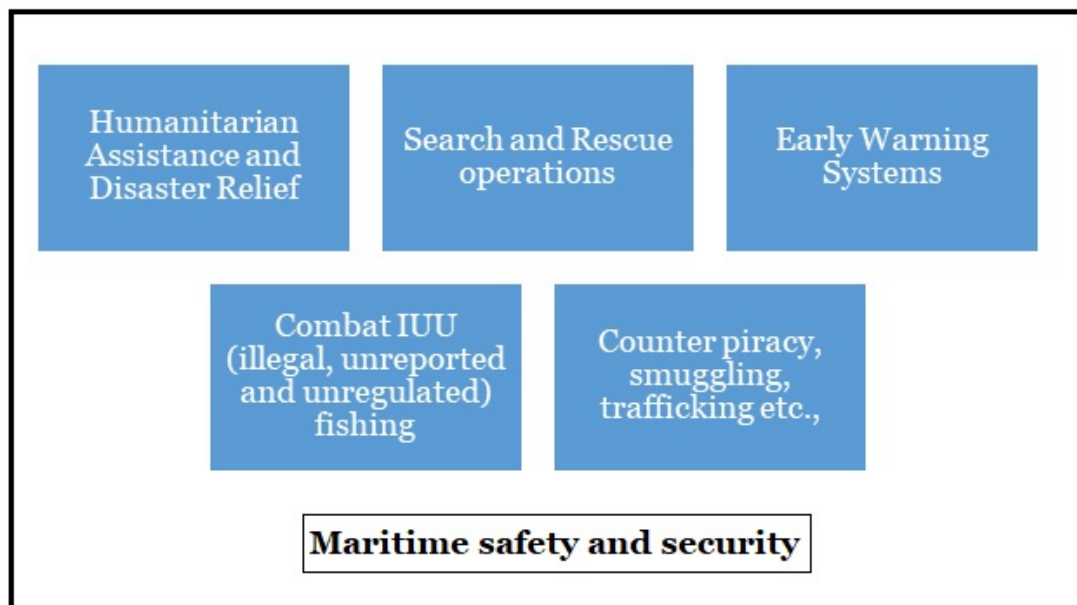 Humanitarian
Assistance and
Disaster Relief
Search and Rescue
operations
Early Warning
Systems
Combat IUU
(illegal, unreported
and unregulated)
fishing
Counter piracy,
smuggling,
trafficking etc.,
Maritime safety and security